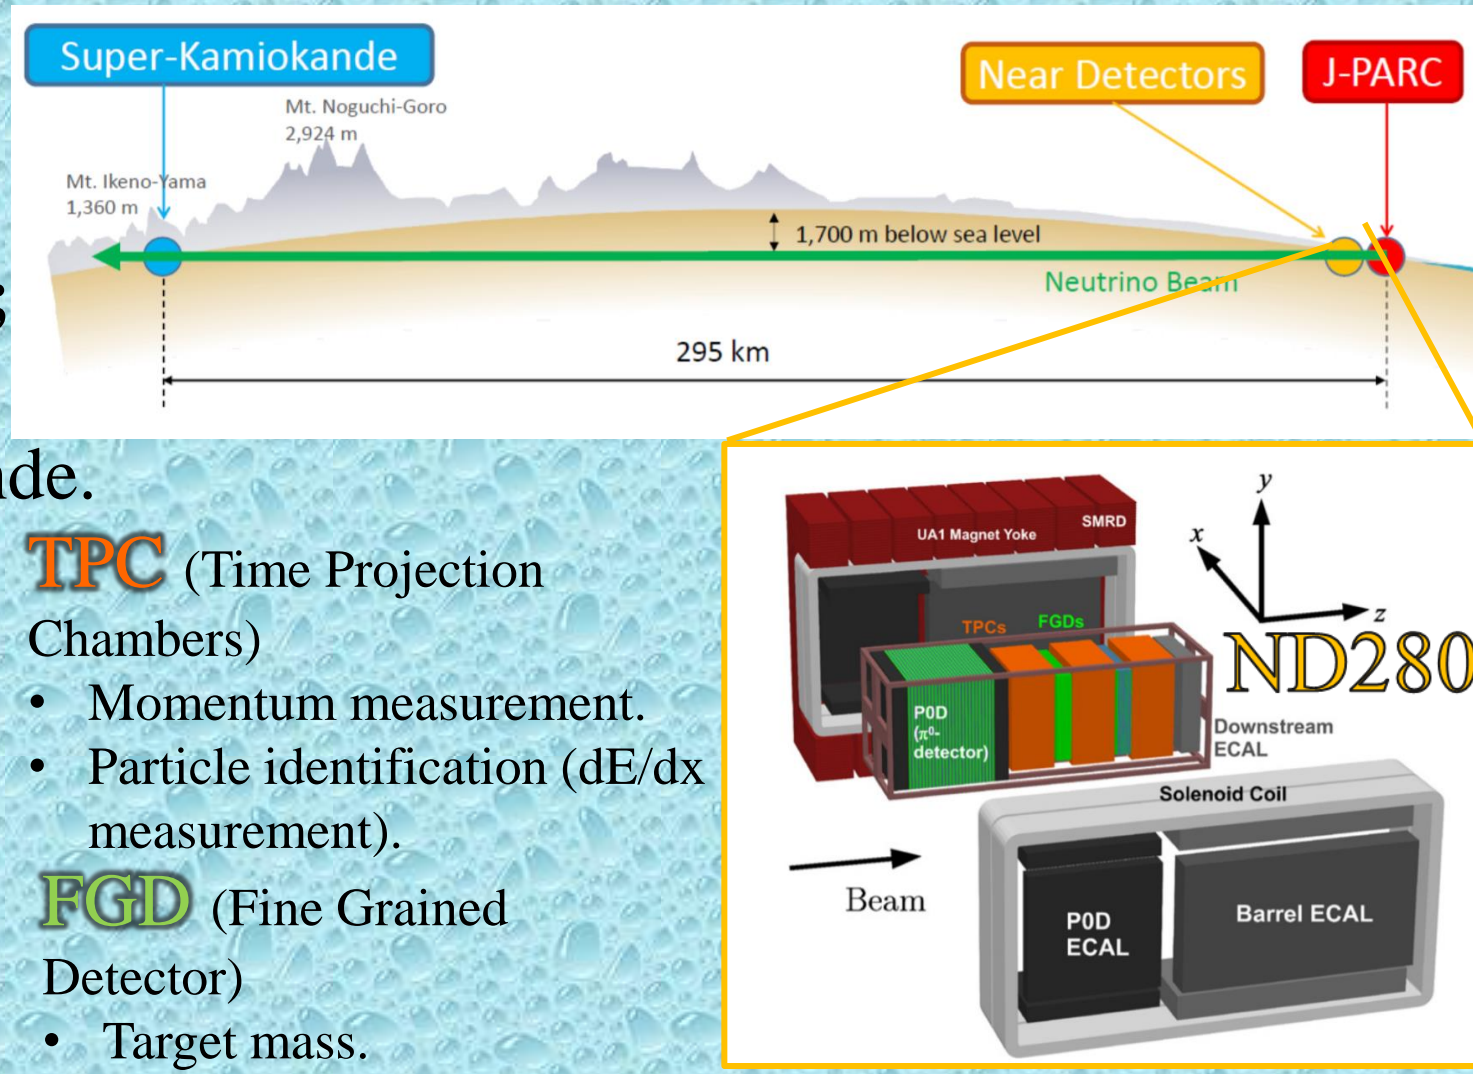 Super-Kamiokande
Near Detectors
J-PARC
Mt. Noguchi-Goro
2,924 m
Mt. Ikeno-Yama
1,360 m
1,700 m below sea level
Neutrino Beam
295 km
nde.
TPC (Time Projection
Chambers)
• Momentum measurement.
• Particle identification (dE/dx
measurement).
FGD (Fine Grained
Detector)
• Target mass.
UA1 Magnet Yoke
SMRD
y
x
z
TPCs
FGDs
ND280
P0D
(π⁰-
detector)
Downstream
ECAL
Solenoid Coil
Beam
P0D
ECAL
Barrel ECAL